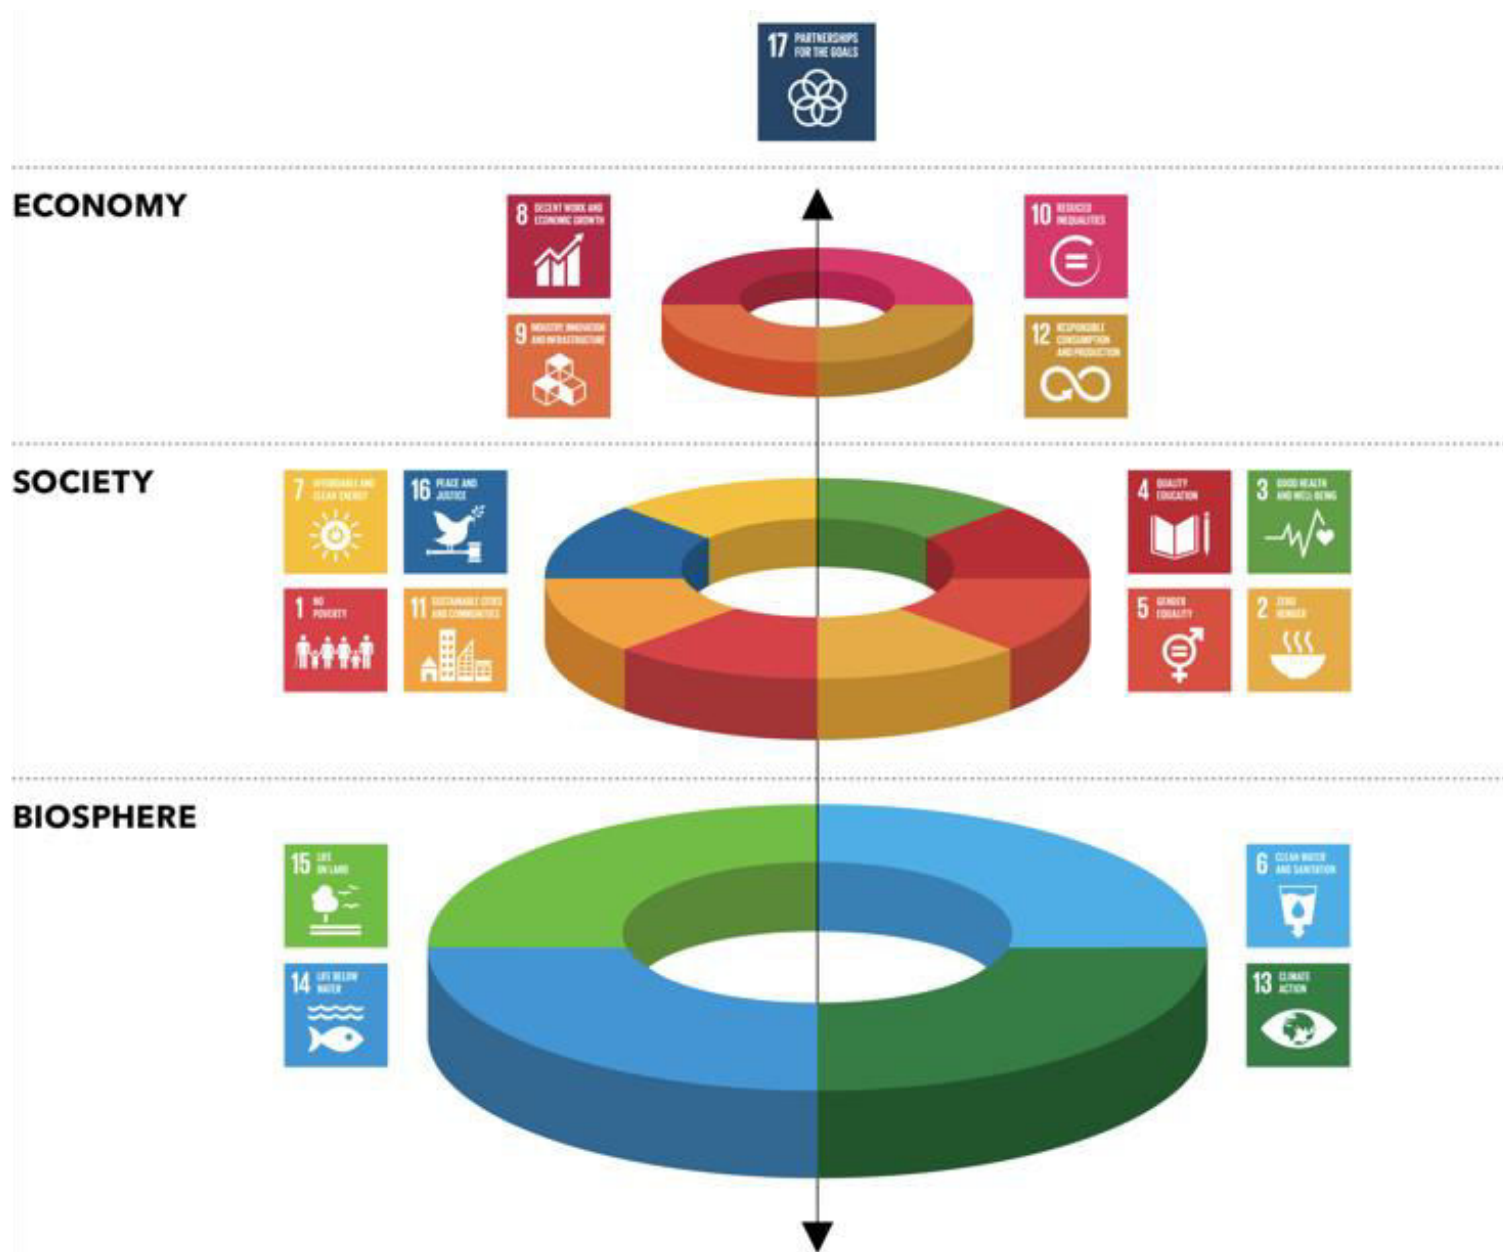 17 PARTNERSHIPS
FOR THE GOALS
ECONOMY
8 DECENT WORK AND
ECONOMIC GROWTH
10 REDUCED
INEQUALITIES
9 INDUSTRY, INNOVATION
AND INFRASTRUCTURE
12 RESPONSIBLE
CONSUMPTION
AND PRODUCTION
SOCIETY
7 AFFORDABLE AND
CLEAN ENERGY
16 PEACE AND
JUSTICE
4 QUALITY
EDUCATION
3 GOOD HEALTH
AND WELL-BEING
1 NO
POVERTY
11 SUSTAINABLE CITIES
AND COMMUNITIES
5 GENDER
EQUALITY
2 ZERO
HUNGER
BIOSPHERE
15 LIFE
ON LAND
6 CLEAN WATER
AND SANITATION
14 LIFE BELOW
WATER
13 CLIMATE
ACTION